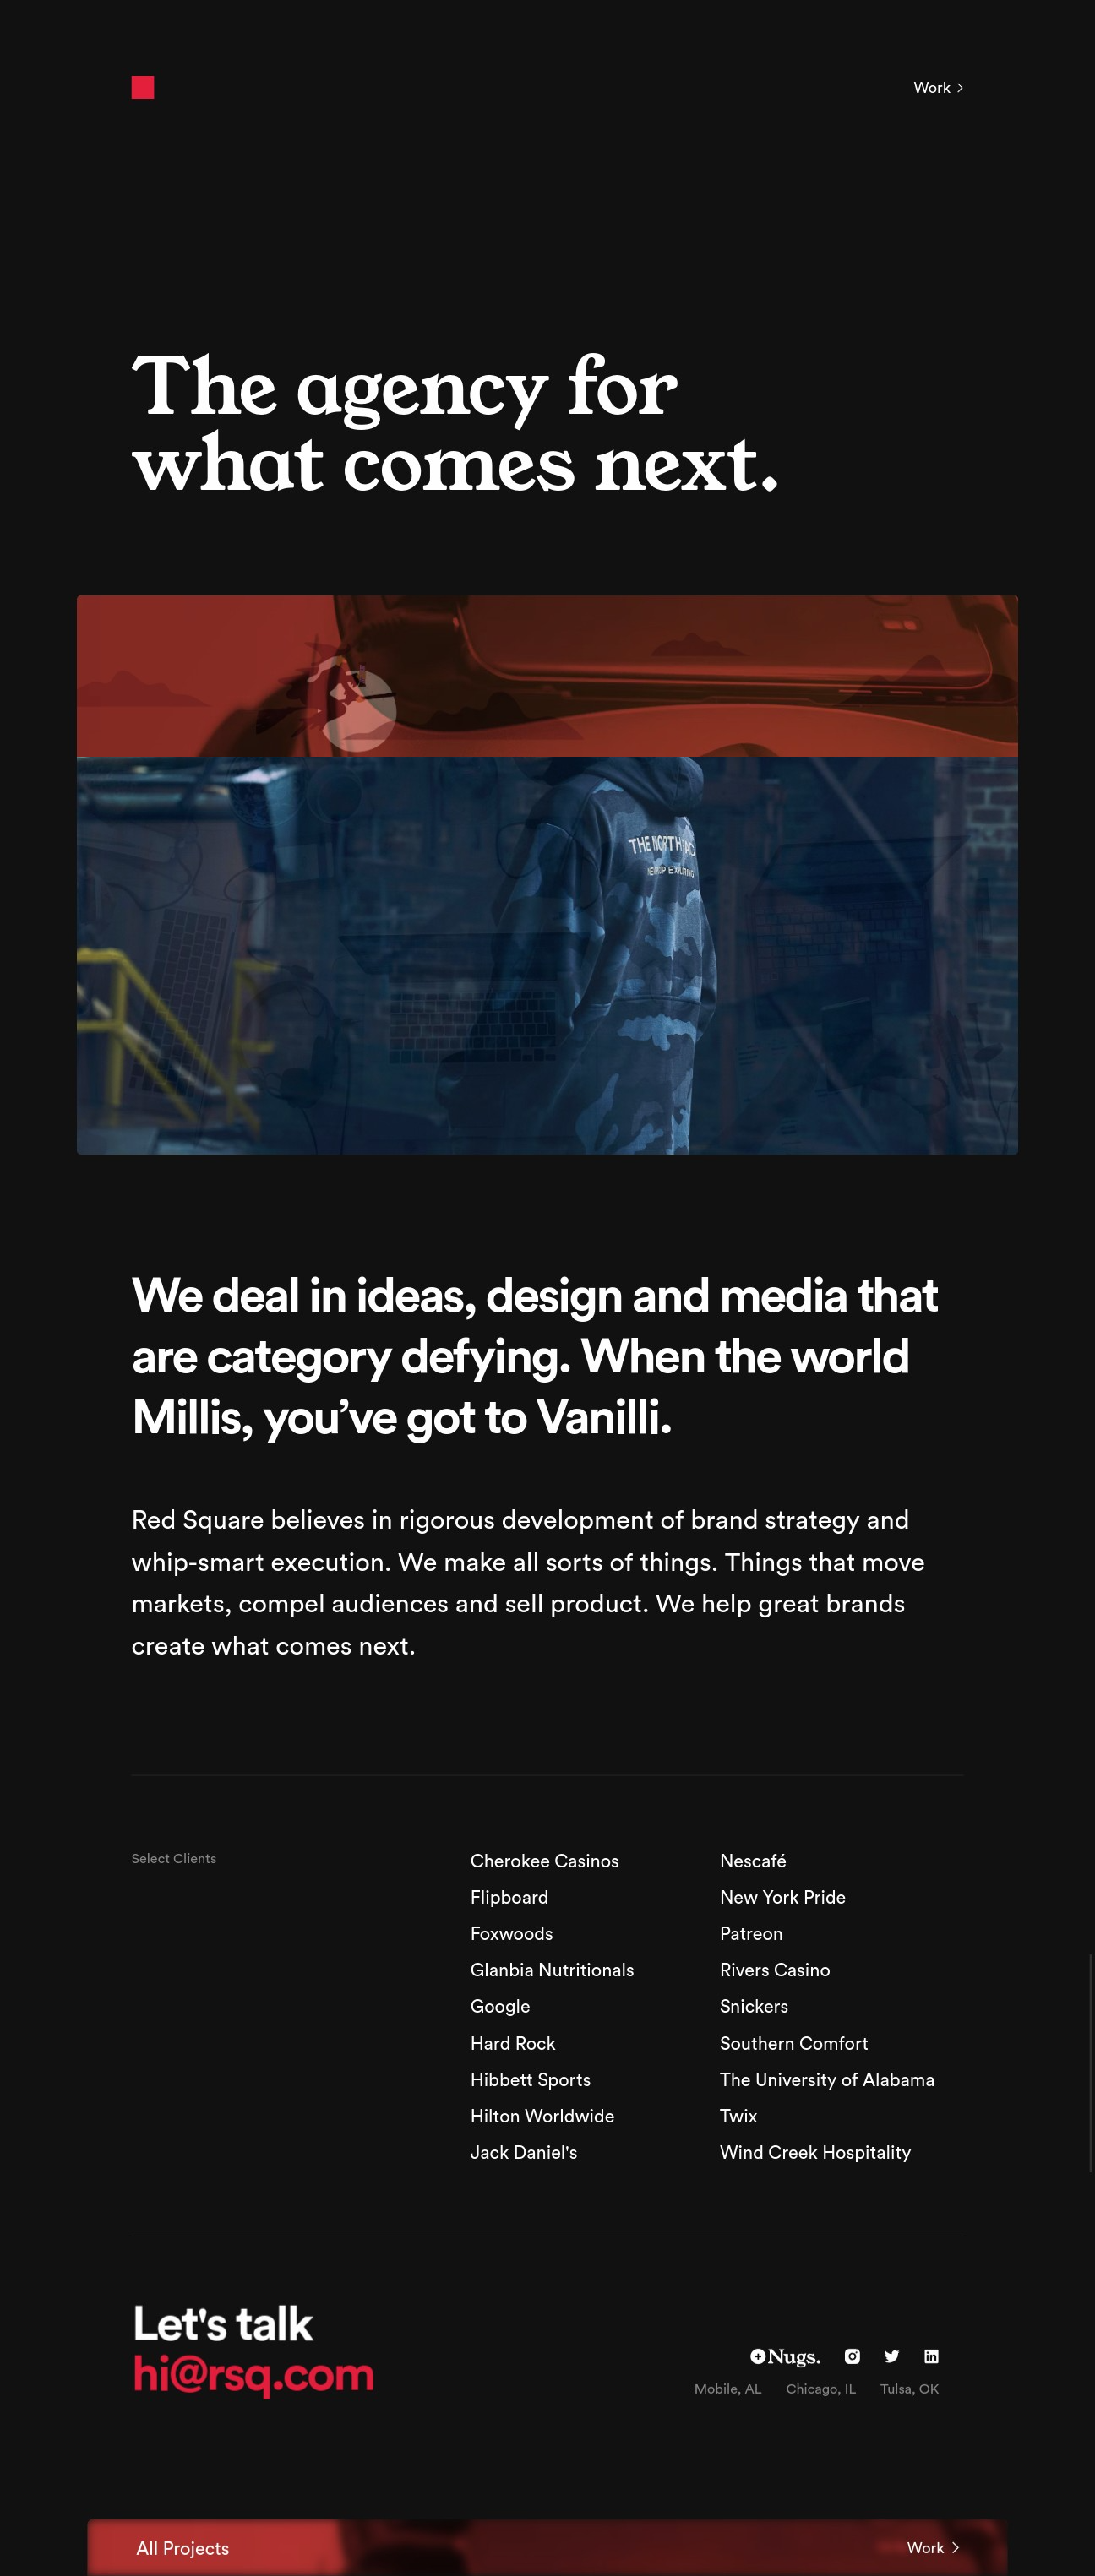 Work
The agency for
what comes next.
THE NORTH FAC
We deal in ideas, design and media that
are category defying. When the world
Millis, you’ve got to Vanilli.
Red Square believes in rigorous development of brand strategy and
whip-smart execution. We make all sorts of things. Things that move
markets, compel audiences and sell product. We help great brands
create what comes next.
Select Clients
Cherokee Casinos
Flipboard
Foxwoods
Glanbia Nutritionals
Google
Hard Rock
Hibbett Sports
Hilton Worldwide
Jack Daniel's
Nescafé
New York Pride
Patreon
Rivers Casino
Snickers
Southern Comfort
The University of Alabama
Twix
Wind Creek Hospitality
Let's talk
hi@rsq.com
Nugs.
Mobile, AL Chicago, IL Tulsa, OK
All Projects Work